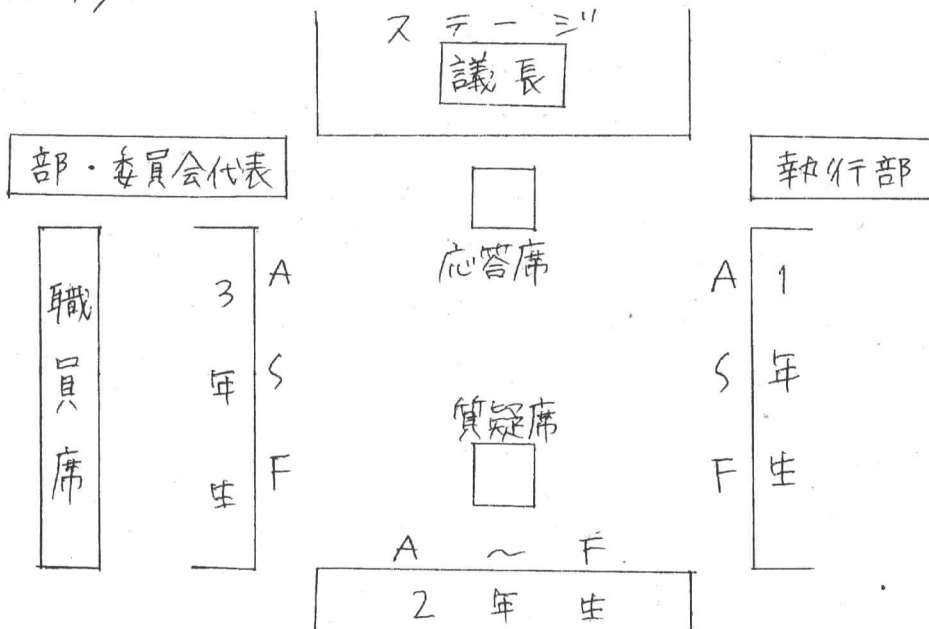 ステージ
議長
部・委員会代表
執行部
応答席
職員席
3年生
A〜F
A〜F
1年生
質疑席
A〜F
2年生